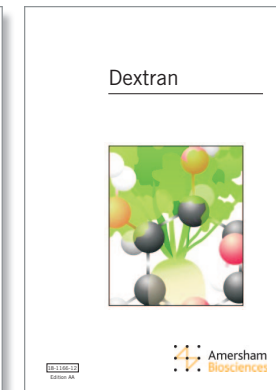 Dextran
18-1166-12
Edition AA
Amersham
Biosciences